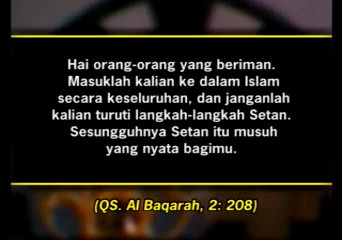 Hai orang-orang yang beriman.
Masuklah kalian ke dalam Islam
secara keseluruhan, dan janganlah
kalian turuti langkah-langkah Setan.
Sesungguhnya Setan itu musuh
yang nyata bagimu.
(QS. Al Baqarah, 2: 208)